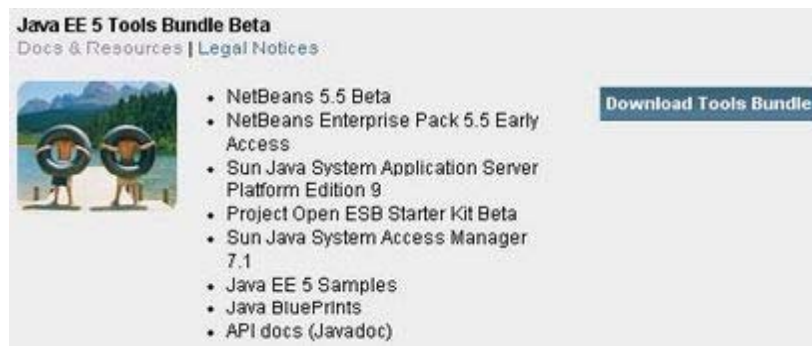 Java EE 5 Tools Bundle Beta
Docs & Resources | Legal Notices
• NetBeans 5.5 Beta
• NetBeans Enterprise Pack 5.5 Early
Access
• Sun Java System Application Server
Platform Edition 9
• Project Open ESB Starter Kit Beta
• Sun Java System Access Manager
7.1
• Java EE 5 Samples
• Java BluePrints
• API docs (Javadoc)
Download Tools Bundle